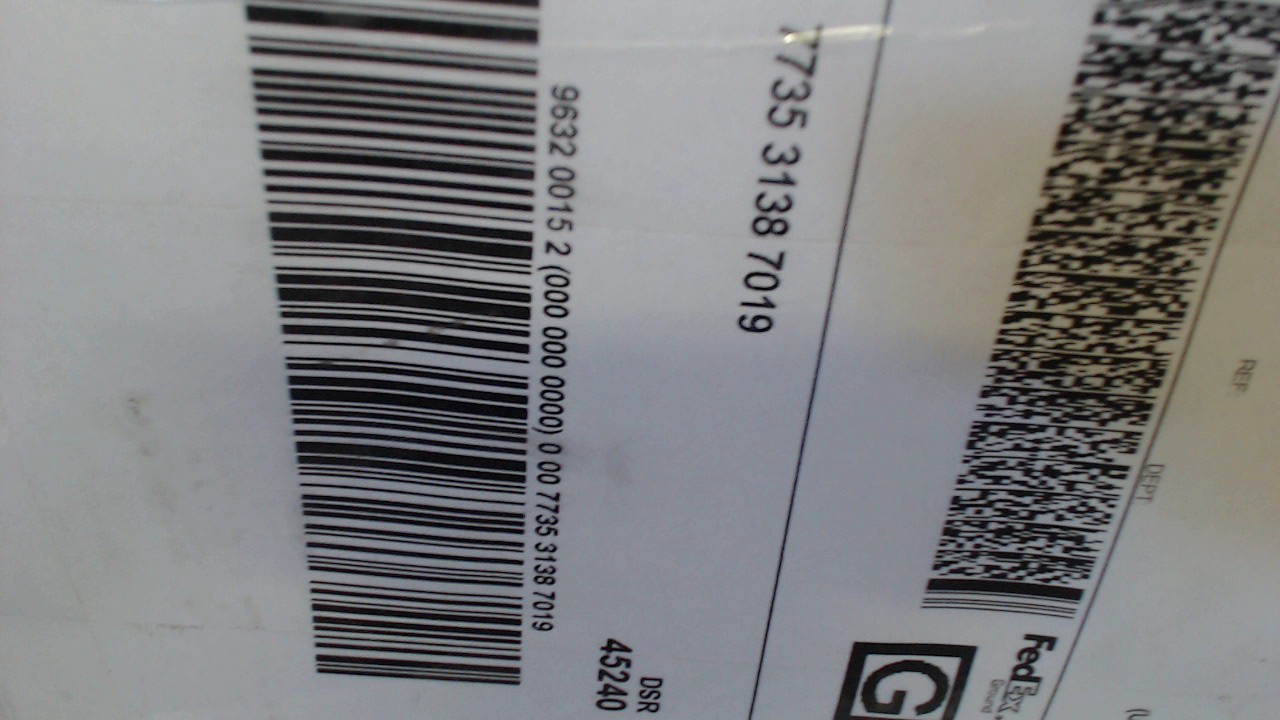 REF:
DEPT
FedEx
Ground
G
7735 3138 7019
DSR
45240
9632 0015 2 (000 000 0000) 0 00 7735 3138 7019